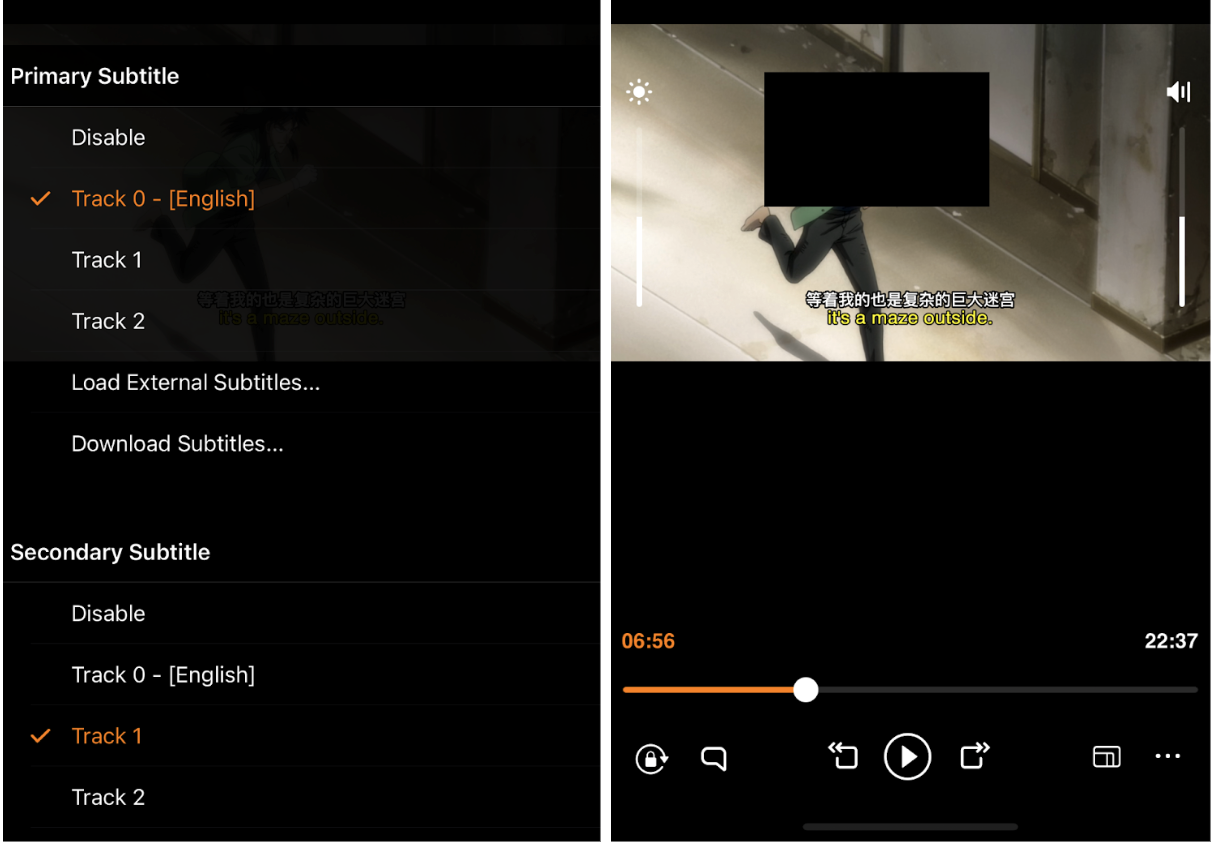 Primary Subtitle
Disable
Track 0 - [English]
Track 1
等着我的也是复杂的巨大迷宫
it's a maze outside.
Track 2
Load External Subtitles...
Download Subtitles...
Secondary Subtitle
Disable
Track 0 - [English]
Track 1
Track 2
等着我的也是复杂的巨大迷宫
it's a maze outside.
06:56
22:37